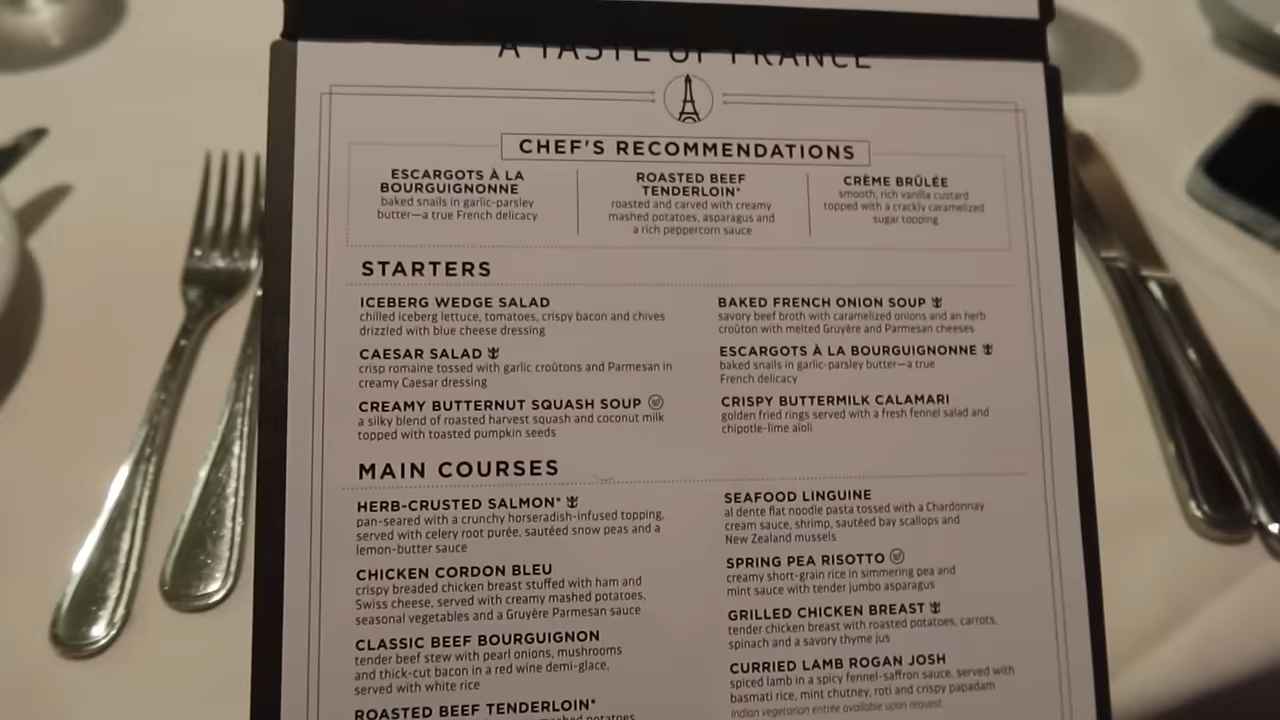 A TASTE OF FRANCE
CHEF'S RECOMMENDATIONS
ESCARGOTS À LA
BOURGUIGNONNE
baked snails in garlic-parsley
butter—a true French delicacy
ROASTED BEEF
TENDERLOIN*
roasted and carved with creamy
mashed potatoes, asparagus and
a rich peppercorn sauce
CRÈME BRÛLÉE
smooth, rich vanilla custard
topped with a crackly caramelized
sugar topping
STARTERS
ICEBERG WEDGE SALAD
chilled iceberg lettuce, tomatoes, crispy bacon and chives
drizzled with blue cheese dressing
CAESAR SALAD
crisp romaine tossed with garlic croûtons and Parmesan in
creamy Caesar dressing
CREAMY BUTTERNUT SQUASH SOUP
a silky blend of roasted harvest squash and coconut milk
topped with toasted pumpkin seeds
BAKED FRENCH ONION SOUP
savory beef broth with caramelized onions and an herb
croûton with melted Gruyère and Parmesan cheeses
ESCARGOTS À LA BOURGUIGNONNE
baked snails in garlic-parsley butter—a true
French delicacy
CRISPY BUTTERMILK CALAMARI
golden fried rings served with a fresh fennel salad and
chipotle-lime aioli
MAIN COURSES
HERB-CRUSTED SALMON*
pan-seared with a crunchy horseradish-infused topping,
served with celery root purée, sautéed snow peas and a
lemon-butter sauce
CHICKEN CORDON BLEU
crispy breaded chicken breast stuffed with ham and
Swiss cheese, served with creamy mashed potatoes,
seasonal vegetables and a Gruyère Parmesan sauce
CLASSIC BEEF BOURGUIGNON
tender beef stew with pearl onions, mushrooms
and thick-cut bacon in a red wine demi-glace,
served with white rice
ROASTED BEEF TENDERLOIN*
mashed potatoes
SEAFOOD LINGUINE
al dente flat noodle pasta tossed with a Chardonnay
cream sauce, shrimp, sautéed bay scallops and
New Zealand mussels
SPRING PEA RISOTTO
creamy short-grain rice in simmering pea and
mint sauce with tender jumbo asparagus
GRILLED CHICKEN BREAST
tender chicken breast with roasted potatoes, carrots,
spinach and a savory thyme jus
CURRIED LAMB ROGAN JOSH
spiced lamb in a spicy fennel-saffron sauce, served with
basmati rice, mint chutney, roti and crispy papadam
Indian vegetarian entrée available upon request.